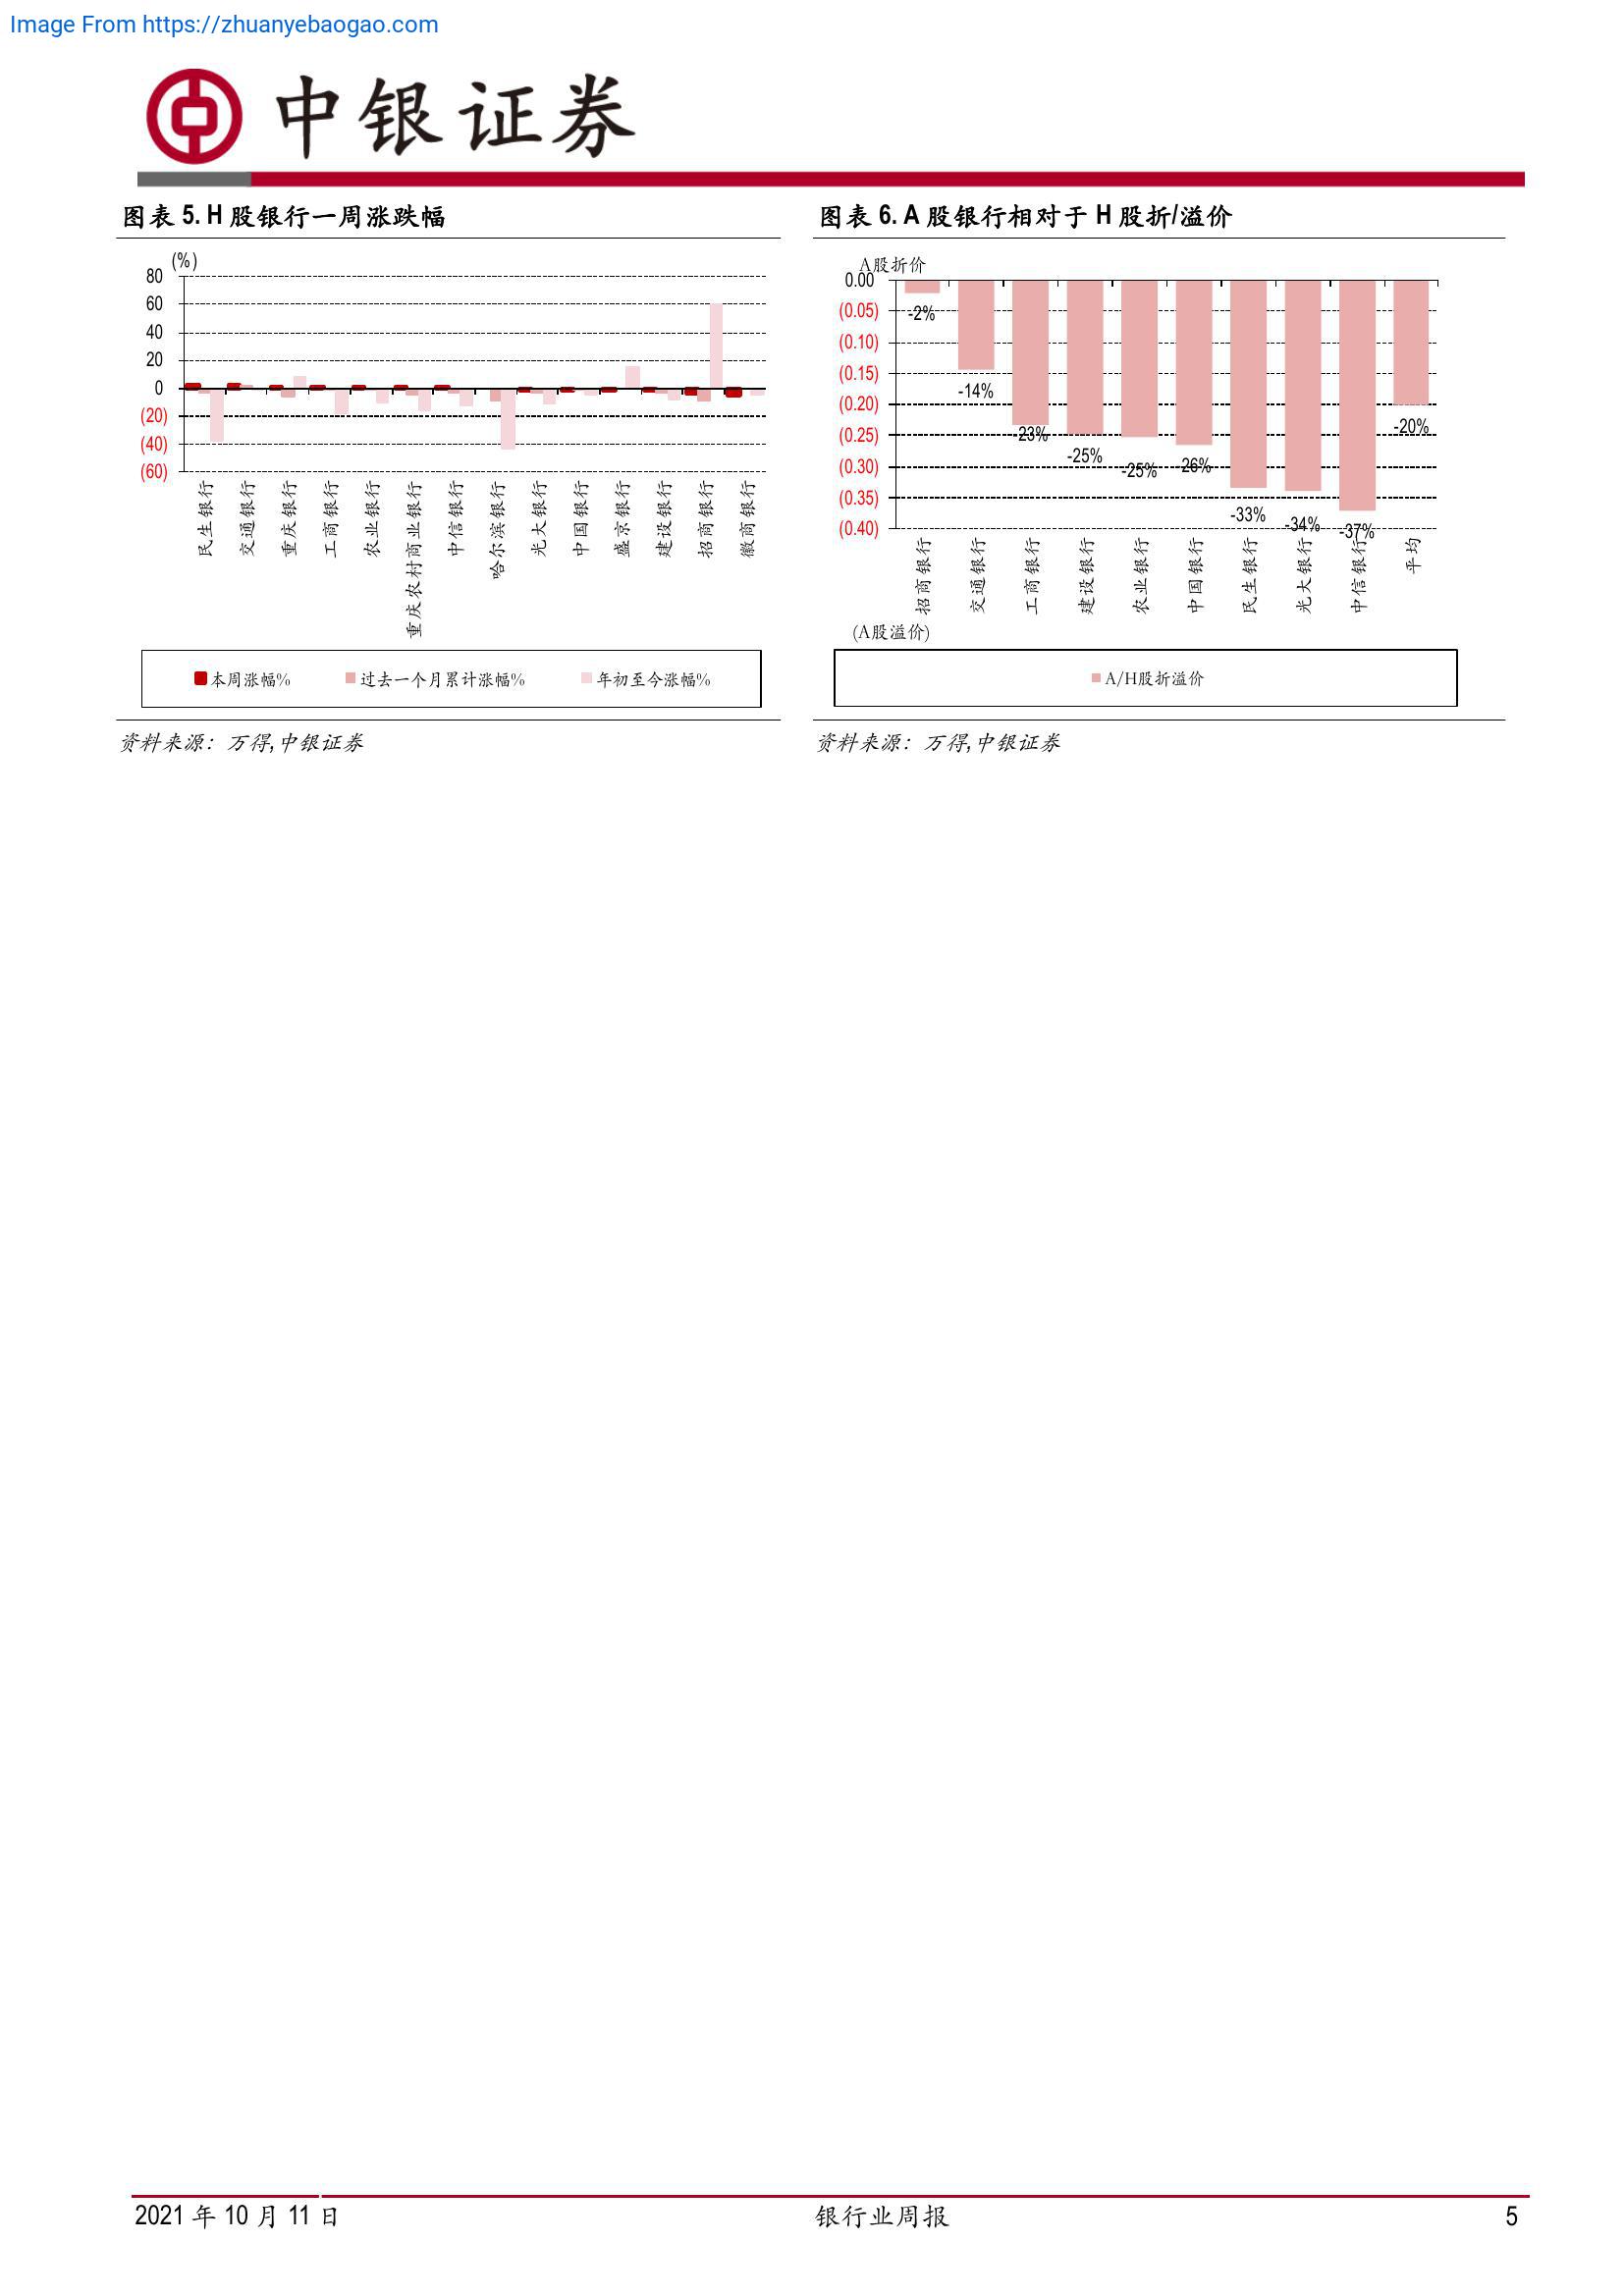 Image From https://zhuanyebaogao.com
中银证券
图表 5. H 股银行一周涨跌幅
(%)
80
60
40
20
0
(20)
(40)
(60)
民生银行
交通银行
重庆银行
工商银行
农业银行
重庆农村商业银行
中信银行
哈尔滨银行
光大银行
中国银行
盛京银行
建设银行
招商银行
徽商银行
本周涨幅%
过去一个月累计涨幅%
年初至今涨幅%
资料来源：万得,中银证券
图表 6. A 股银行相对于 H 股折/溢价
A股折价
0.00
(0.05)
(0.10)
(0.15)
(0.20)
(0.25)
(0.30)
(0.35)
(0.40)
-2%
-14%
-23%
-25%
-25%
-26%
-33%
-34%
-37%
-20%
招商银行
交通银行
工商银行
建设银行
农业银行
中国银行
民生银行
光大银行
中信银行
平均
(A股溢价)
A/H股折溢价
资料来源：万得,中银证券
2021 年 10 月 11 日
银行业周报
5